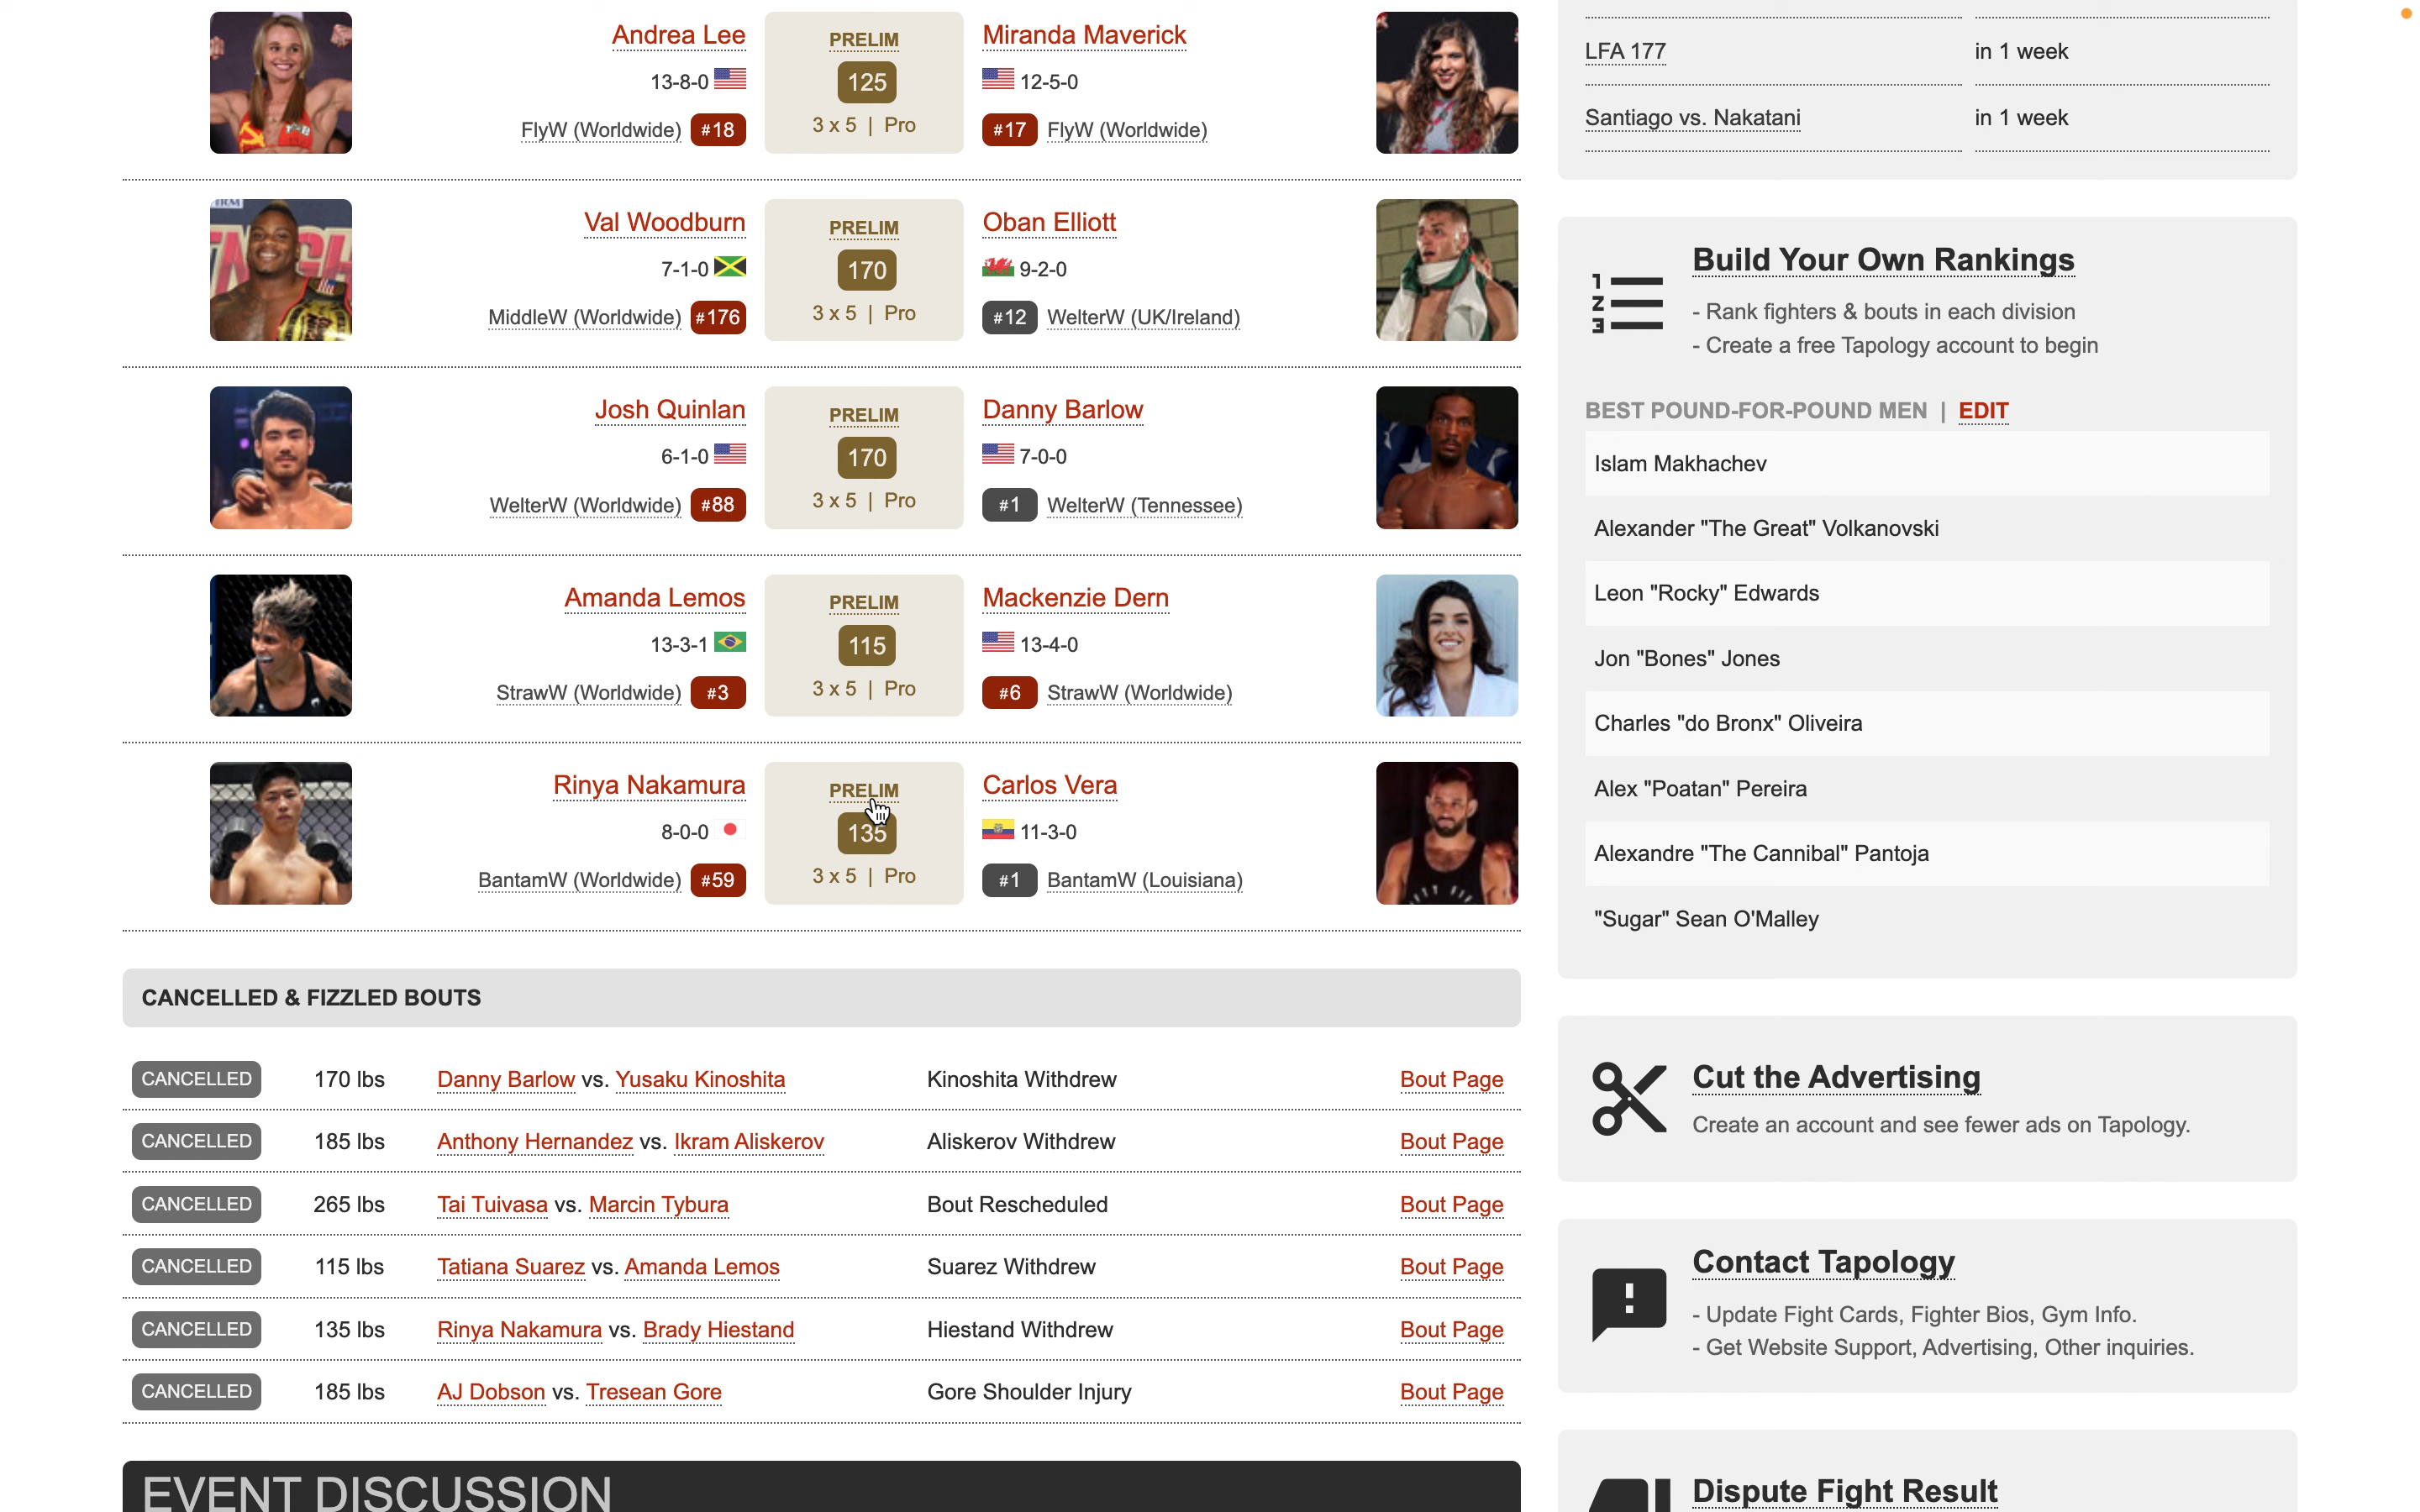 Andrea Lee
13-8-0
FlyW (Worldwide) #18
PRELIM
125
3 x 5 | Pro
Miranda Maverick
12-5-0
#17 FlyW (Worldwide)
Val Woodburn
7-1-0
MiddleW (Worldwide) #176
PRELIM
170
3 x 5 | Pro
Oban Elliott
9-2-0
#12 WelterW (UK/Ireland)
Josh Quinlan
6-1-0
WelterW (Worldwide) #88
PRELIM
170
3 x 5 | Pro
Danny Barlow
7-0-0
#1 WelterW (Tennessee)
Amanda Lemos
13-3-1
StrawW (Worldwide) #3
PRELIM
115
3 x 5 | Pro
Mackenzie Dern
13-4-0
#6 StrawW (Worldwide)
Rinya Nakamura
8-0-0
BantamW (Worldwide) #59
PRELIM
135
3 x 5 | Pro
Carlos Vera
11-3-0
#1 BantamW (Louisiana)
CANCELLED & FIZZLED BOUTS
CANCELLED 170 lbs Danny Barlow vs. Yusaku Kinoshita Kinoshita Withdrew Bout Page
CANCELLED 185 lbs Anthony Hernandez vs. Ikram Aliskerov Aliskerov Withdrew Bout Page
CANCELLED 265 lbs Tai Tuivasa vs. Marcin Tybura Bout Rescheduled Bout Page
CANCELLED 115 lbs Tatiana Suarez vs. Amanda Lemos Suarez Withdrew Bout Page
CANCELLED 135 lbs Rinya Nakamura vs. Brady Hiestand Hiestand Withdrew Bout Page
CANCELLED 185 lbs AJ Dobson vs. Tresean Gore Gore Shoulder Injury Bout Page
EVENT DISCUSSION
LFA 177 in 1 week
Santiago vs. Nakatani in 1 week
1
2
3
Build Your Own Rankings
- Rank fighters & bouts in each division
- Create a free Tapology account to begin
BEST POUND-FOR-POUND MEN | EDIT
Islam Makhachev
Alexander "The Great" Volkanovski
Leon "Rocky" Edwards
Jon "Bones" Jones
Charles "do Bronx" Oliveira
Alex "Poatan" Pereira
Alexandre "The Cannibal" Pantoja
"Sugar" Sean O'Malley
Cut the Advertising
Create an account and see fewer ads on Tapology.
Contact Tapology
- Update Fight Cards, Fighter Bios, Gym Info.
- Get Website Support, Advertising, Other inquiries.
Dispute Fight Result